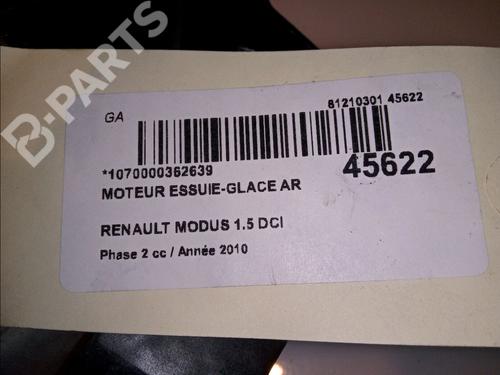 B-PARTS
GA
81210301 45622
*1070000362639
45622
MOTEUR ESSUIE-GLACE AR
RENAULT MODUS 1.5 DCI
Phase 2 cc / Année 2010